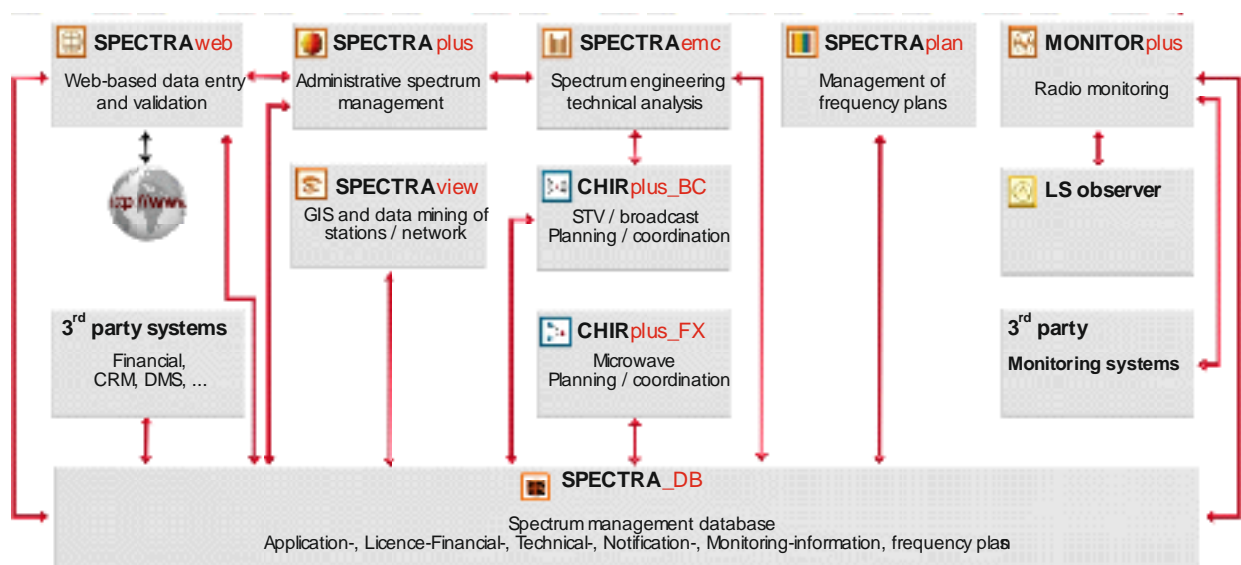 SPECTRAweb
Web-based data entry
and validation
SPECTRAplus
Administrative spectrum
management
SPECTRAemc
Spectrum engineering
technical analysis
SPECTRAplan
Management of
frequency plans
MONITORplus
Radio monitoring
SPECTRAview
GIS and data mining of
stations / network
CHIRplus_BC
STV / broadcast
Planning / coordination
LS observer
3rd party systems
Financial,
CRM, DMS, ...
CHIRplus_FX
Microwave
Planning / coordination
3rd party
Monitoring systems
SPECTRA_DB
Spectrum management database
Application-, Licence-Financial-, Technical-, Notification-, Monitoring-information, frequency plans